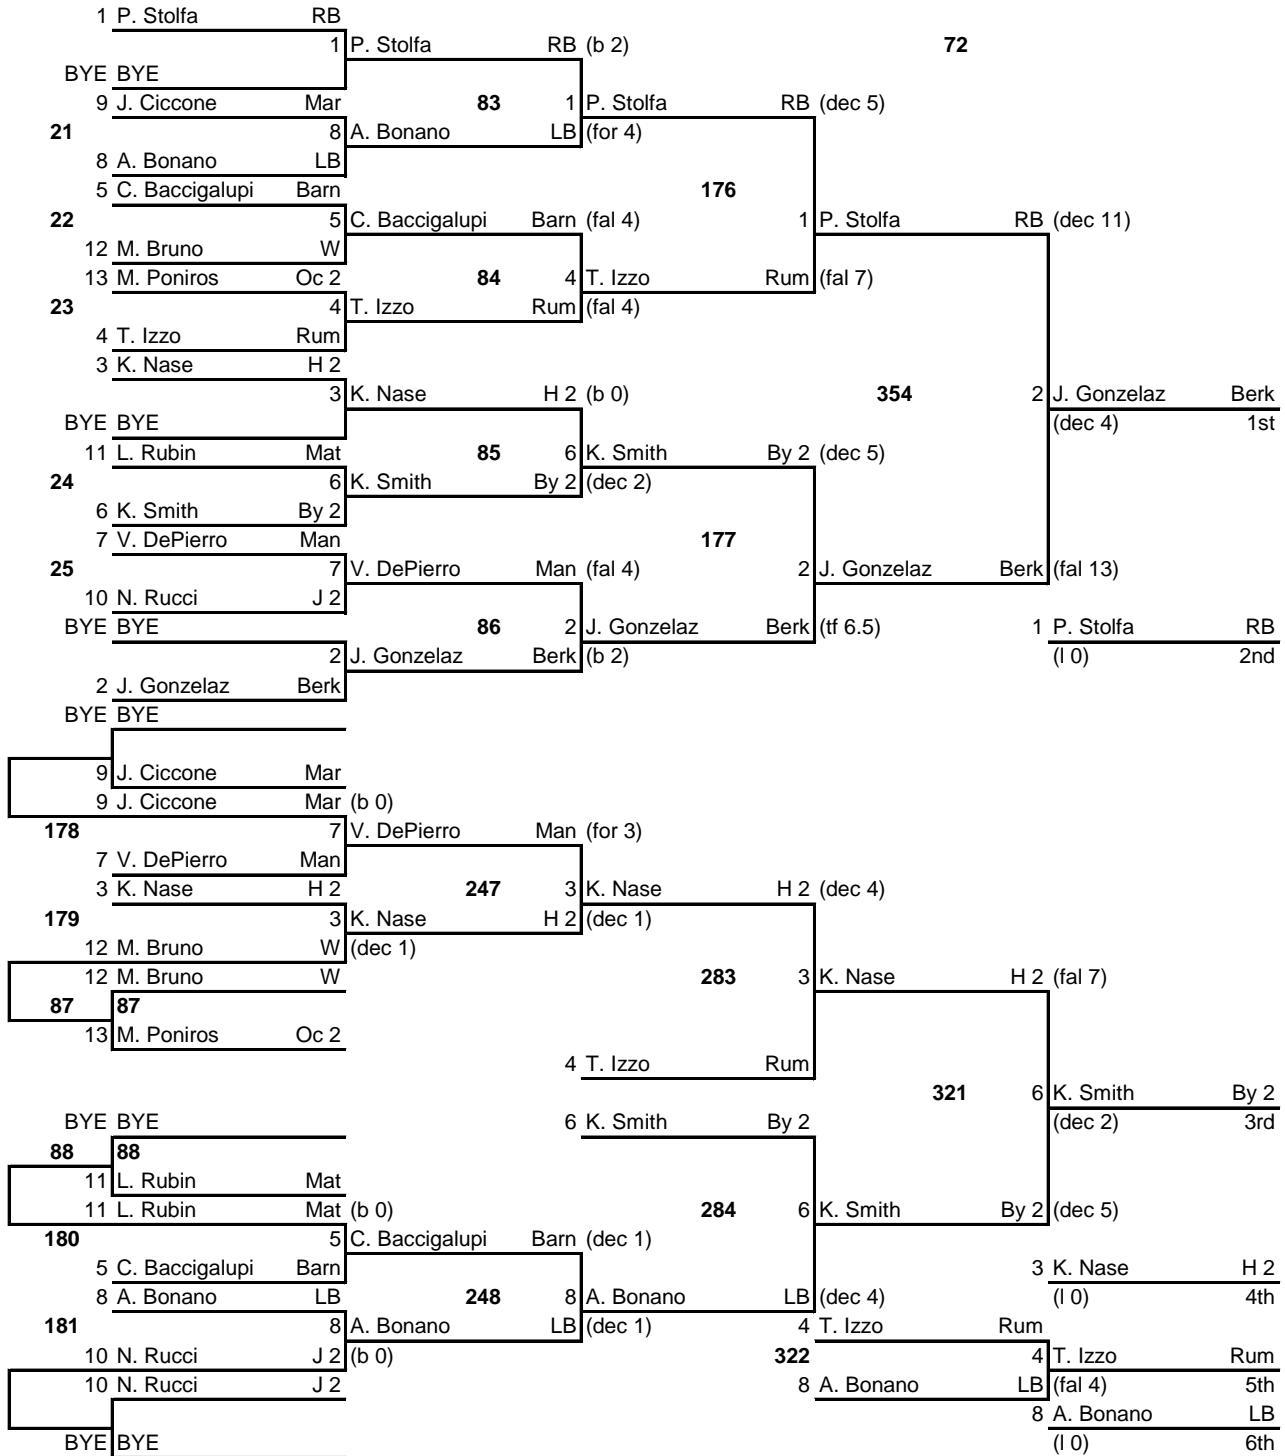 1 P. Stolfa RB
1 P. Stolfa RB (b 2) 72
BYE BYE
9 J. Ciccone Mar 83 1 P. Stolfa RB (dec 5)
21 8 A. Bonano LB (for 4)
8 A. Bonano LB
5 C. Baccigalupi Barn 176
22 5 C. Baccigalupi Barn (fal 4) 1 P. Stolfa RB (dec 11)
12 M. Bruno W
13 M. Poniros Oc 2 84 4 T. Izzo Rum (fal 7)
23 4 T. Izzo Rum (fal 4)
4 T. Izzo Rum
3 K. Nase H 2
3 K. Nase H 2 (b 0) 354 2 J. Gonzelaz Berk
BYE BYE (dec 4) 1st
11 L. Rubin Mat 85 6 K. Smith By 2 (dec 5)
24 6 K. Smith By 2 (dec 2)
6 K. Smith By 2
7 V. DePierro Man 177
25 7 V. DePierro Man (fal 4) 2 J. Gonzelaz Berk (fal 13)
10 N. Rucci J 2
BYE BYE 86 2 J. Gonzelaz Berk (tf 6.5) 1 P. Stolfa RB
2 J. Gonzelaz Berk (b 2) (l 0) 2nd
2 J. Gonzelaz Berk
BYE BYE
9 J. Ciccone Mar
9 J. Ciccone Mar (b 0)
178 7 V. DePierro Man (for 3)
7 V. DePierro Man
3 K. Nase H 2 247 3 K. Nase H 2 (dec 4)
179 3 K. Nase H 2 (dec 1)
12 M. Bruno W (dec 1)
12 M. Bruno W 283 3 K. Nase H 2 (fal 7)
87 87
13 M. Poniros Oc 2
4 T. Izzo Rum
321 6 K. Smith By 2
BYE BYE 6 K. Smith By 2 (dec 2) 3rd
88 88
11 L. Rubin Mat
11 L. Rubin Mat (b 0) 284 6 K. Smith By 2 (dec 5)
180 5 C. Baccigalupi Barn (dec 1)
5 C. Baccigalupi Barn 3 K. Nase H 2
8 A. Bonano LB 248 8 A. Bonano LB (dec 4) (l 0) 4th
181 8 A. Bonano LB (dec 1) 4 T. Izzo Rum
10 N. Rucci J 2 (b 0) 322 4 T. Izzo Rum
10 N. Rucci J 2 8 A. Bonano LB (fal 4) 5th
8 A. Bonano LB
BYE BYE (l 0) 6th